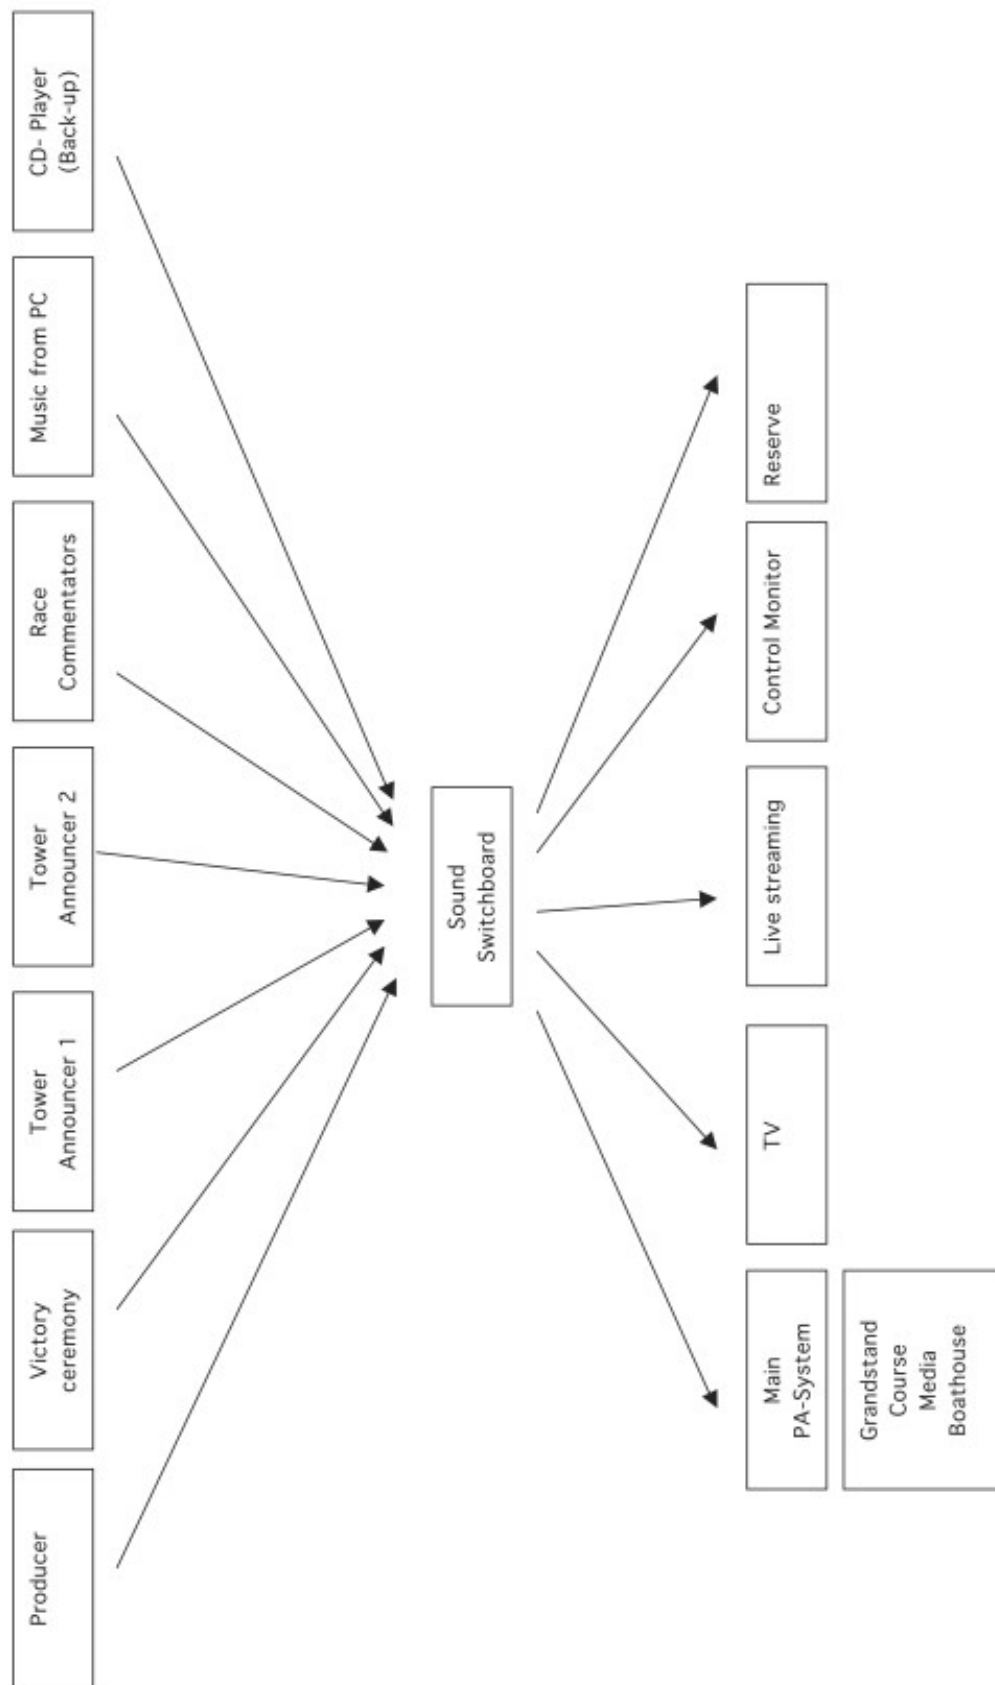 Producer
Victory
ceremony
Tower
Announcer 1
Tower
Announcer 2
Race
Commentators
Music from PC
CD- Player
(Back-up)
Sound
Switchboard
Main
PA-System
TV
Live streaming
Control Monitor
Reserve
Grandstand
Course
Media
Boathouse